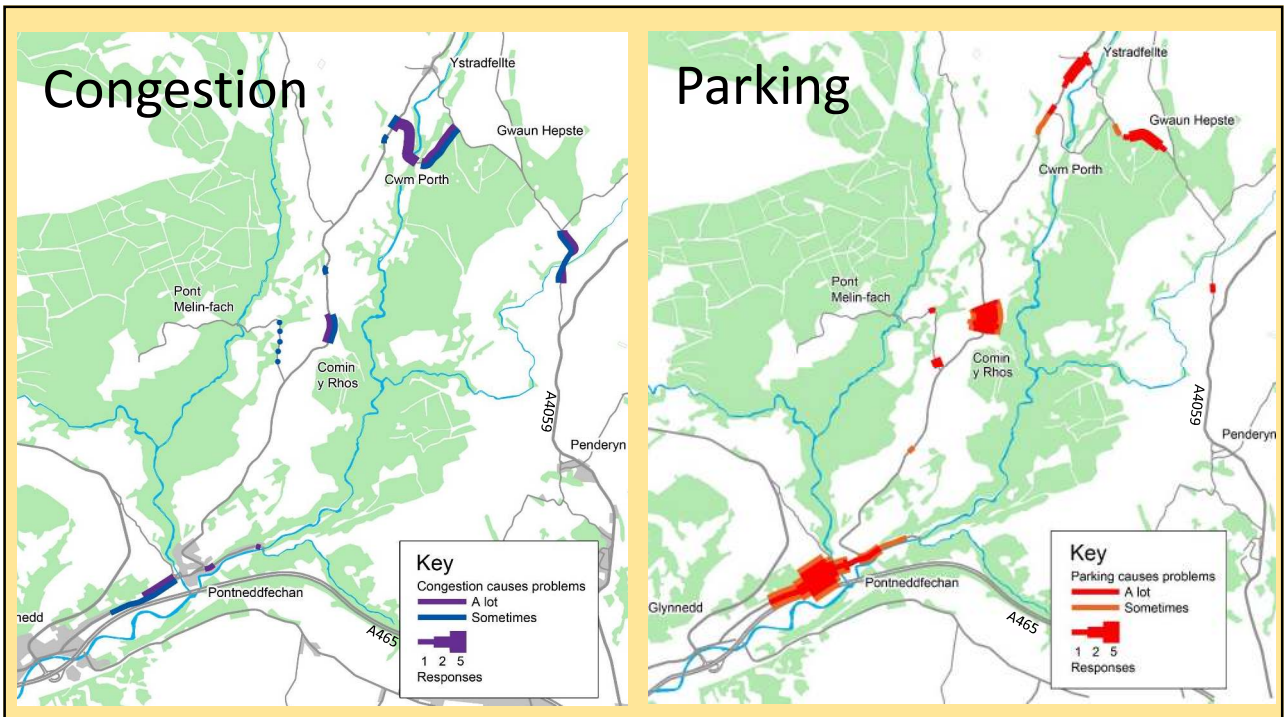 Congestion
Ystradfellte
Gwaun Hepste
Cwm Porth
Pont
Melin-fach
Comin
y Rhos
A4059
Penderyn
Pontneddfechan
nedd
A465
Key
Congestion causes problems
A lot
Sometimes
1 2 5
Responses
Parking
Ystradfellte
Gwaun Hepste
Cwm Porth
Pont
Melin-fach
Comin
y Rhos
A4059
Penderyn
Pontneddfechan
Glynnedd
A465
Key
Parking causes problems
A lot
Sometimes
1 2 5
Responses